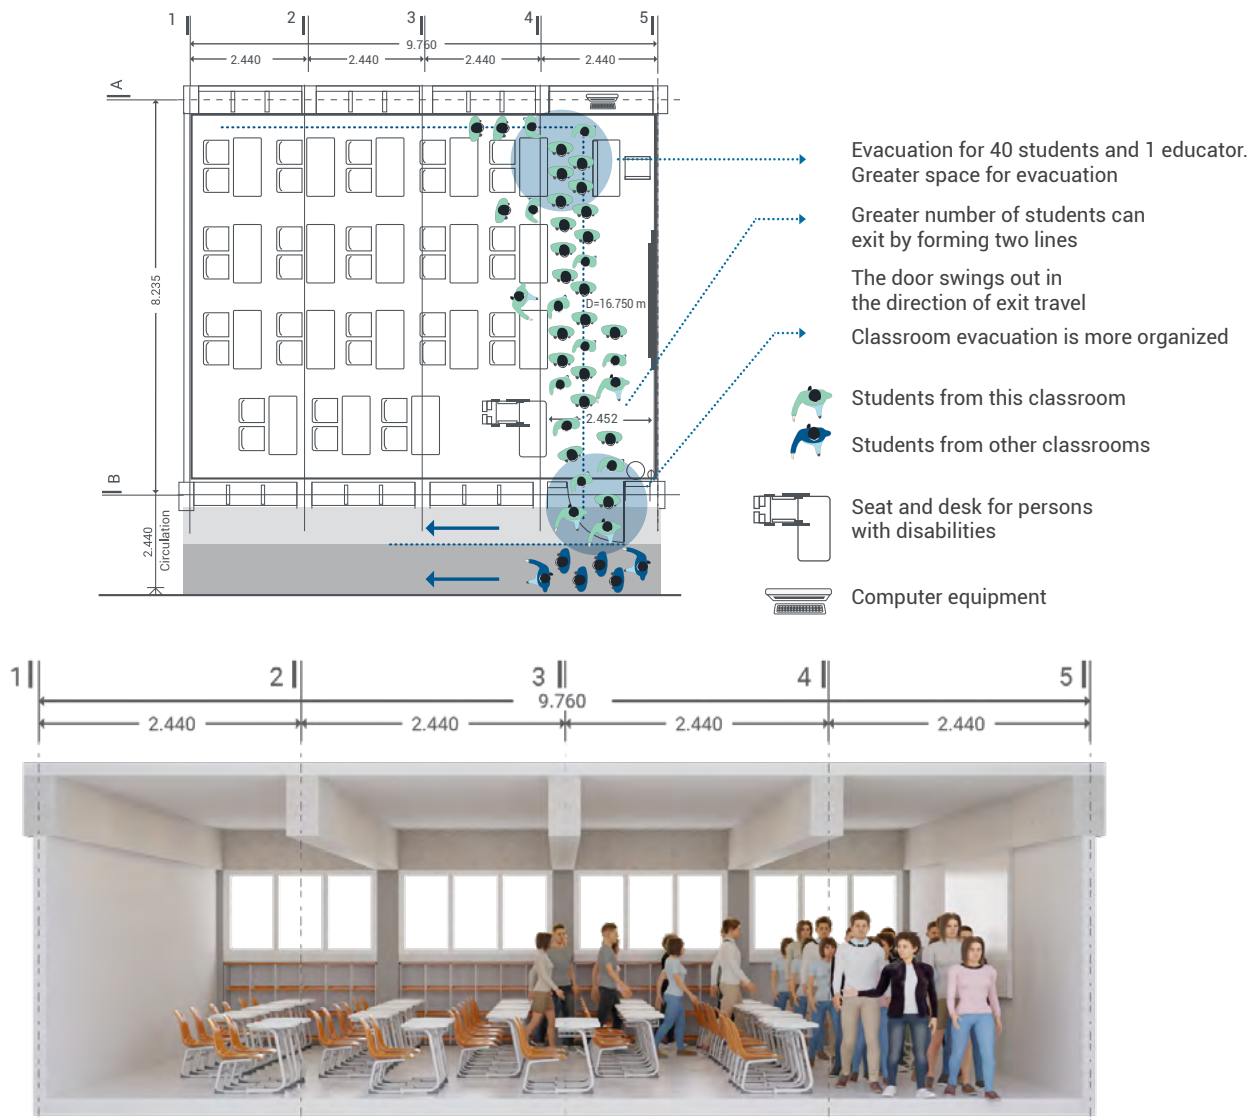 1
2
3
4
5
9.760
2.440
2.440
2.440
2.440
A
8.235
D=16.750 m
2.452
B
2.440
Circulation
Evacuation for 40 students and 1 educator.
Greater space for evacuation
Greater number of students can
exit by forming two lines
The door swings out in
the direction of exit travel
Classroom evacuation is more organized
Students from this classroom
Students from other classrooms
Seat and desk for persons
with disabilities
Computer equipment
1
2
3
4
5
9.760
2.440
2.440
2.440
2.440